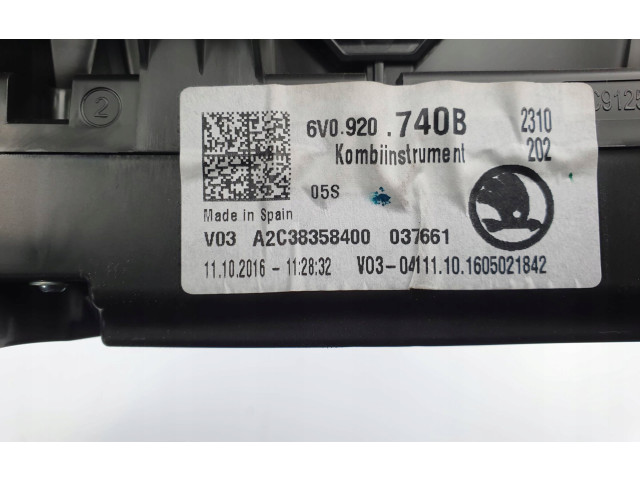 2
C9125
6V0.920 .740B 2310
Kombiinstrument 202
05S
Made in Spain
V03 A2C38358400 037661
11.10.2016 - 11:28:32 V03-04111.10.1605021842